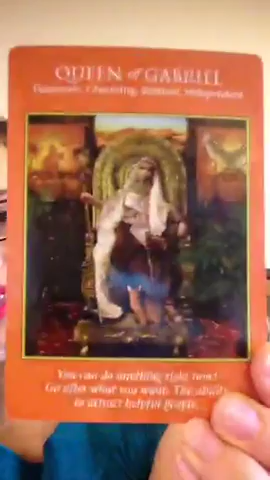 QUEEN of GABRIEL
Passionate, Charming, Brilliant, Independent
You can do anything right now!
Go after what you want. The ability
to attract helpful people.